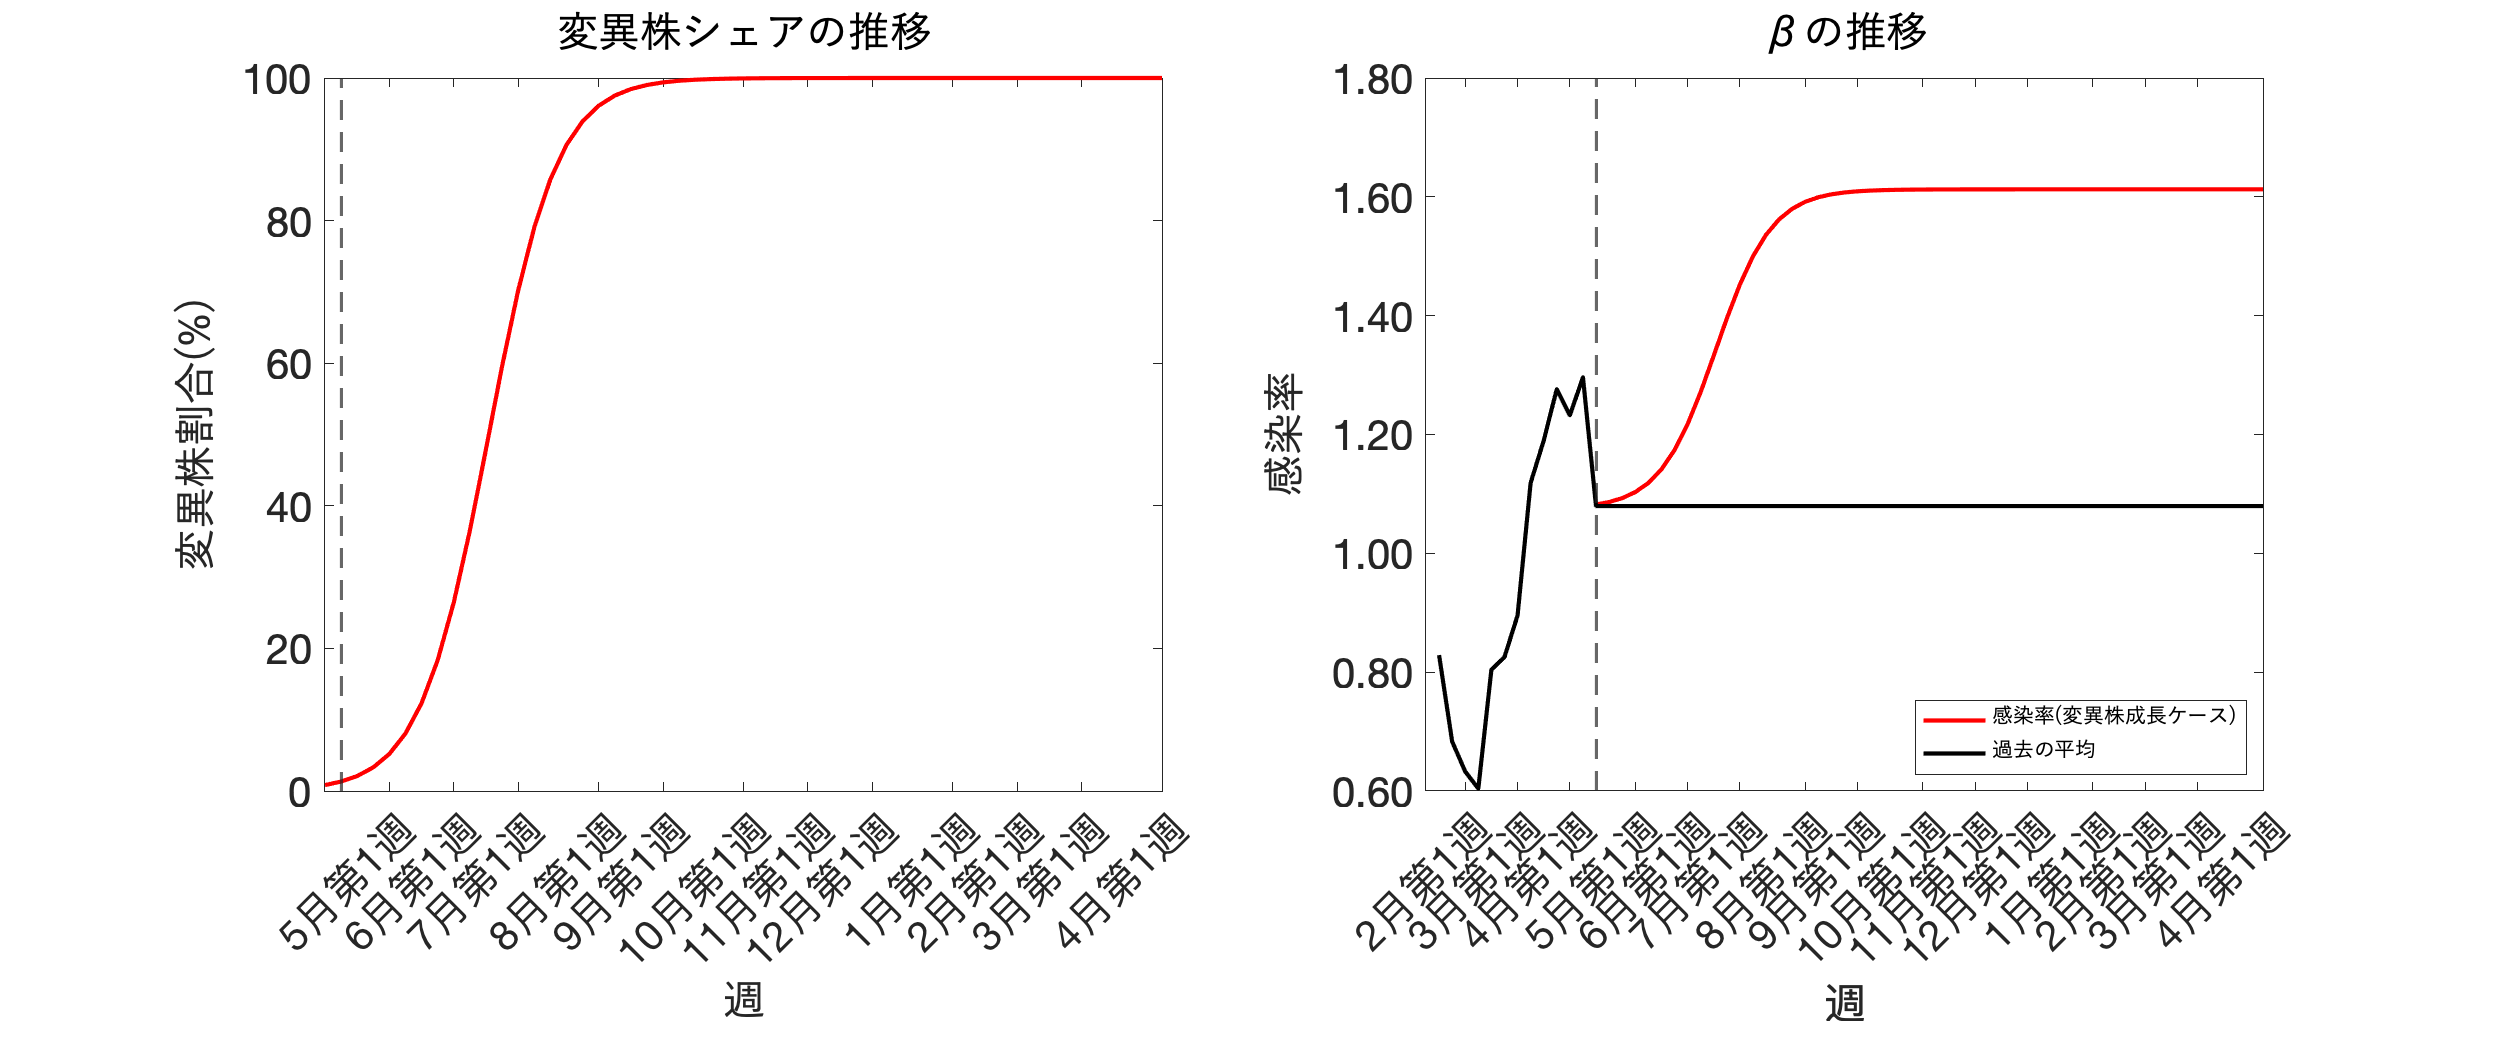 変異株シェアの推移
変異株割合(%)
100
80
60
40
20
0
5月第1週
6月第1週
7月第1週
8月第1週
9月第1週
10月第1週
11月第1週
12月第1週
1月第1週
2月第1週
3月第1週
4月第1週
週
β の推移
感染率
1.80
1.60
1.40
1.20
1.00
0.80
0.60
感染率(変異株成長ケース)
過去の平均
2月第1週
3月第1週
4月第1週
5月第1週
6月第1週
7月第1週
8月第1週
9月第1週
10月第1週
11月第1週
12月第1週
1月第1週
2月第1週
3月第1週
4月第1週
週